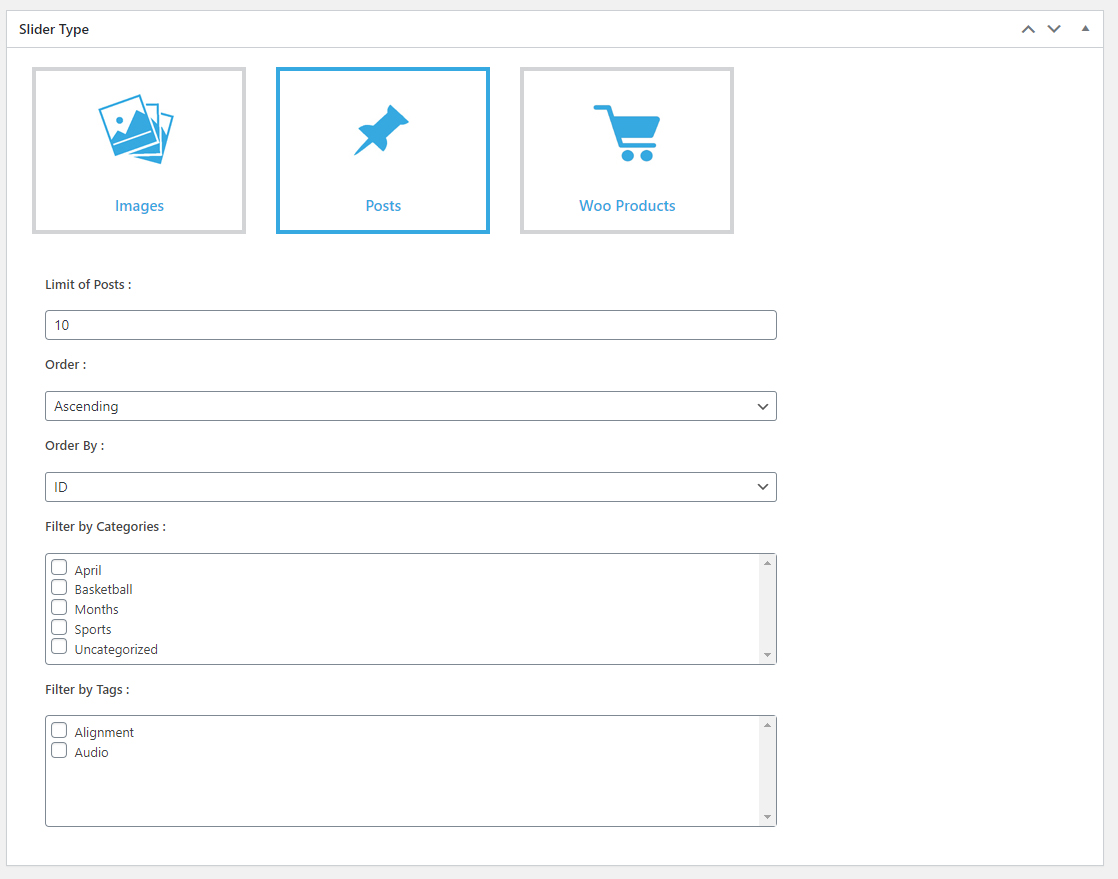 Slider Type
Images
Posts
Woo Products
Limit of Posts :
10
Order :
Ascending
Order By :
ID
Filter by Categories :
April
Basketball
Months
Sports
Uncategorized
Filter by Tags :
Alignment
Audio